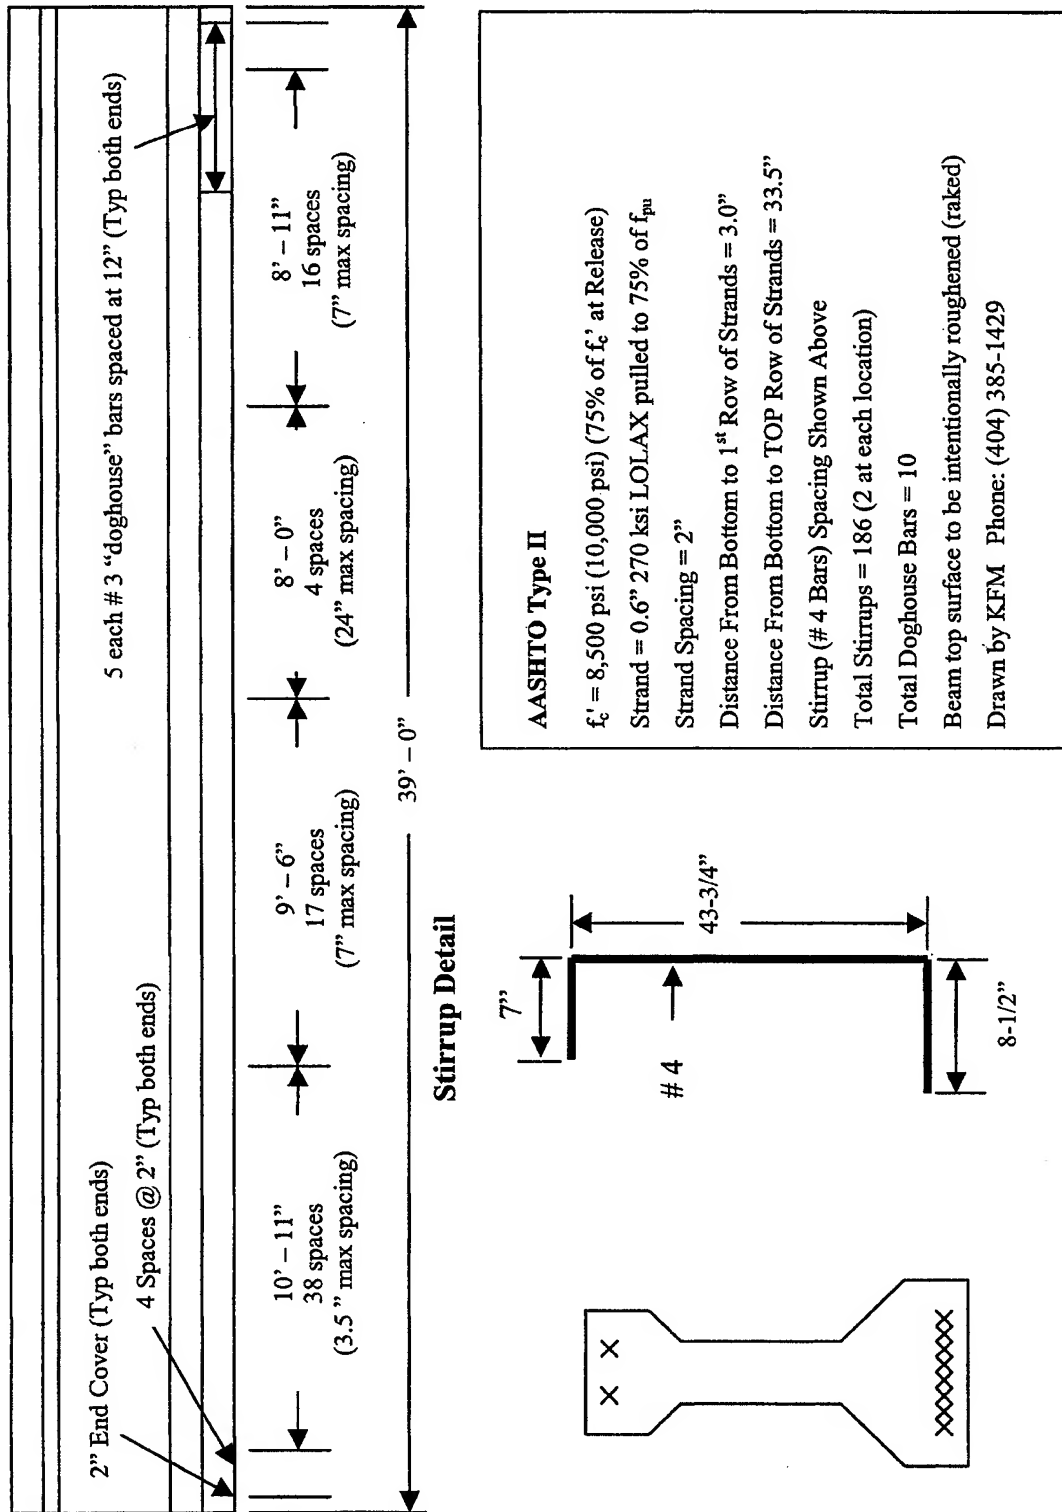 2” End Cover (Typ both ends)
4 Spaces @ 2” (Typ both ends)
5 each # 3 “doghouse” bars spaced at 12” (Typ both ends)
10’ – 11”
38 spaces
(3.5 ” max spacing)
9’ – 6”
17 spaces
(7” max spacing)
8’ – 0”
4 spaces
(24” max spacing)
8’ – 11”
16 spaces
(7” max spacing)
39’ – 0”
Stirrup Detail
7”
# 4
43-3/4”
8-1/2”
AASHTO Type II
fc' = 8,500 psi (10,000 psi) (75% of fc’ at Release)
Strand = 0.6” 270 ksi LOLAX pulled to 75% of fpu
Strand Spacing = 2”
Distance From Bottom to 1st Row of Strands = 3.0”
Distance From Bottom to TOP Row of Strands = 33.5”
Stirrup (# 4 Bars) Spacing Shown Above
Total Stirrups = 186 (2 at each location)
Total Doghouse Bars = 10
Beam top surface to be intentionally roughened (raked)
Drawn by KFM Phone: (404) 385-1429